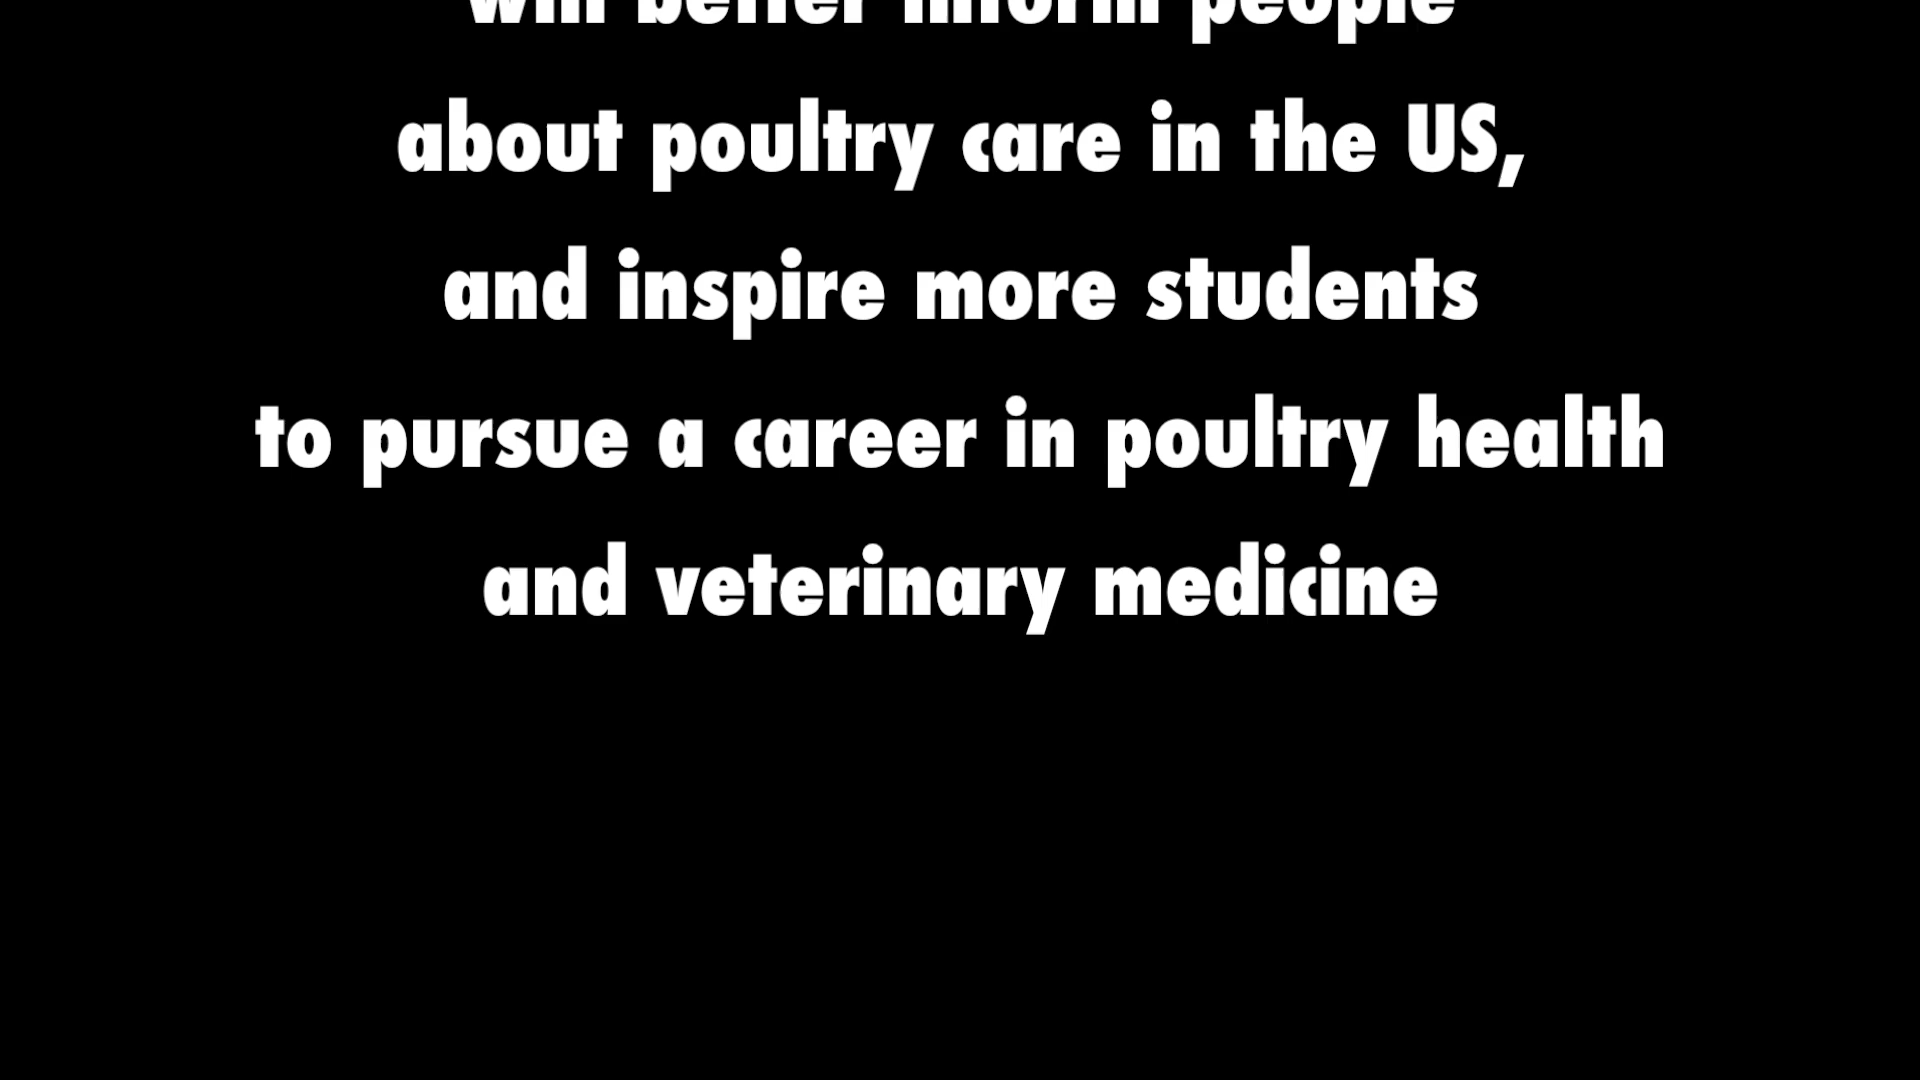 will better inform people
about poultry care in the US,
and inspire more students
to pursue a career in poultry health
and veterinary medicine